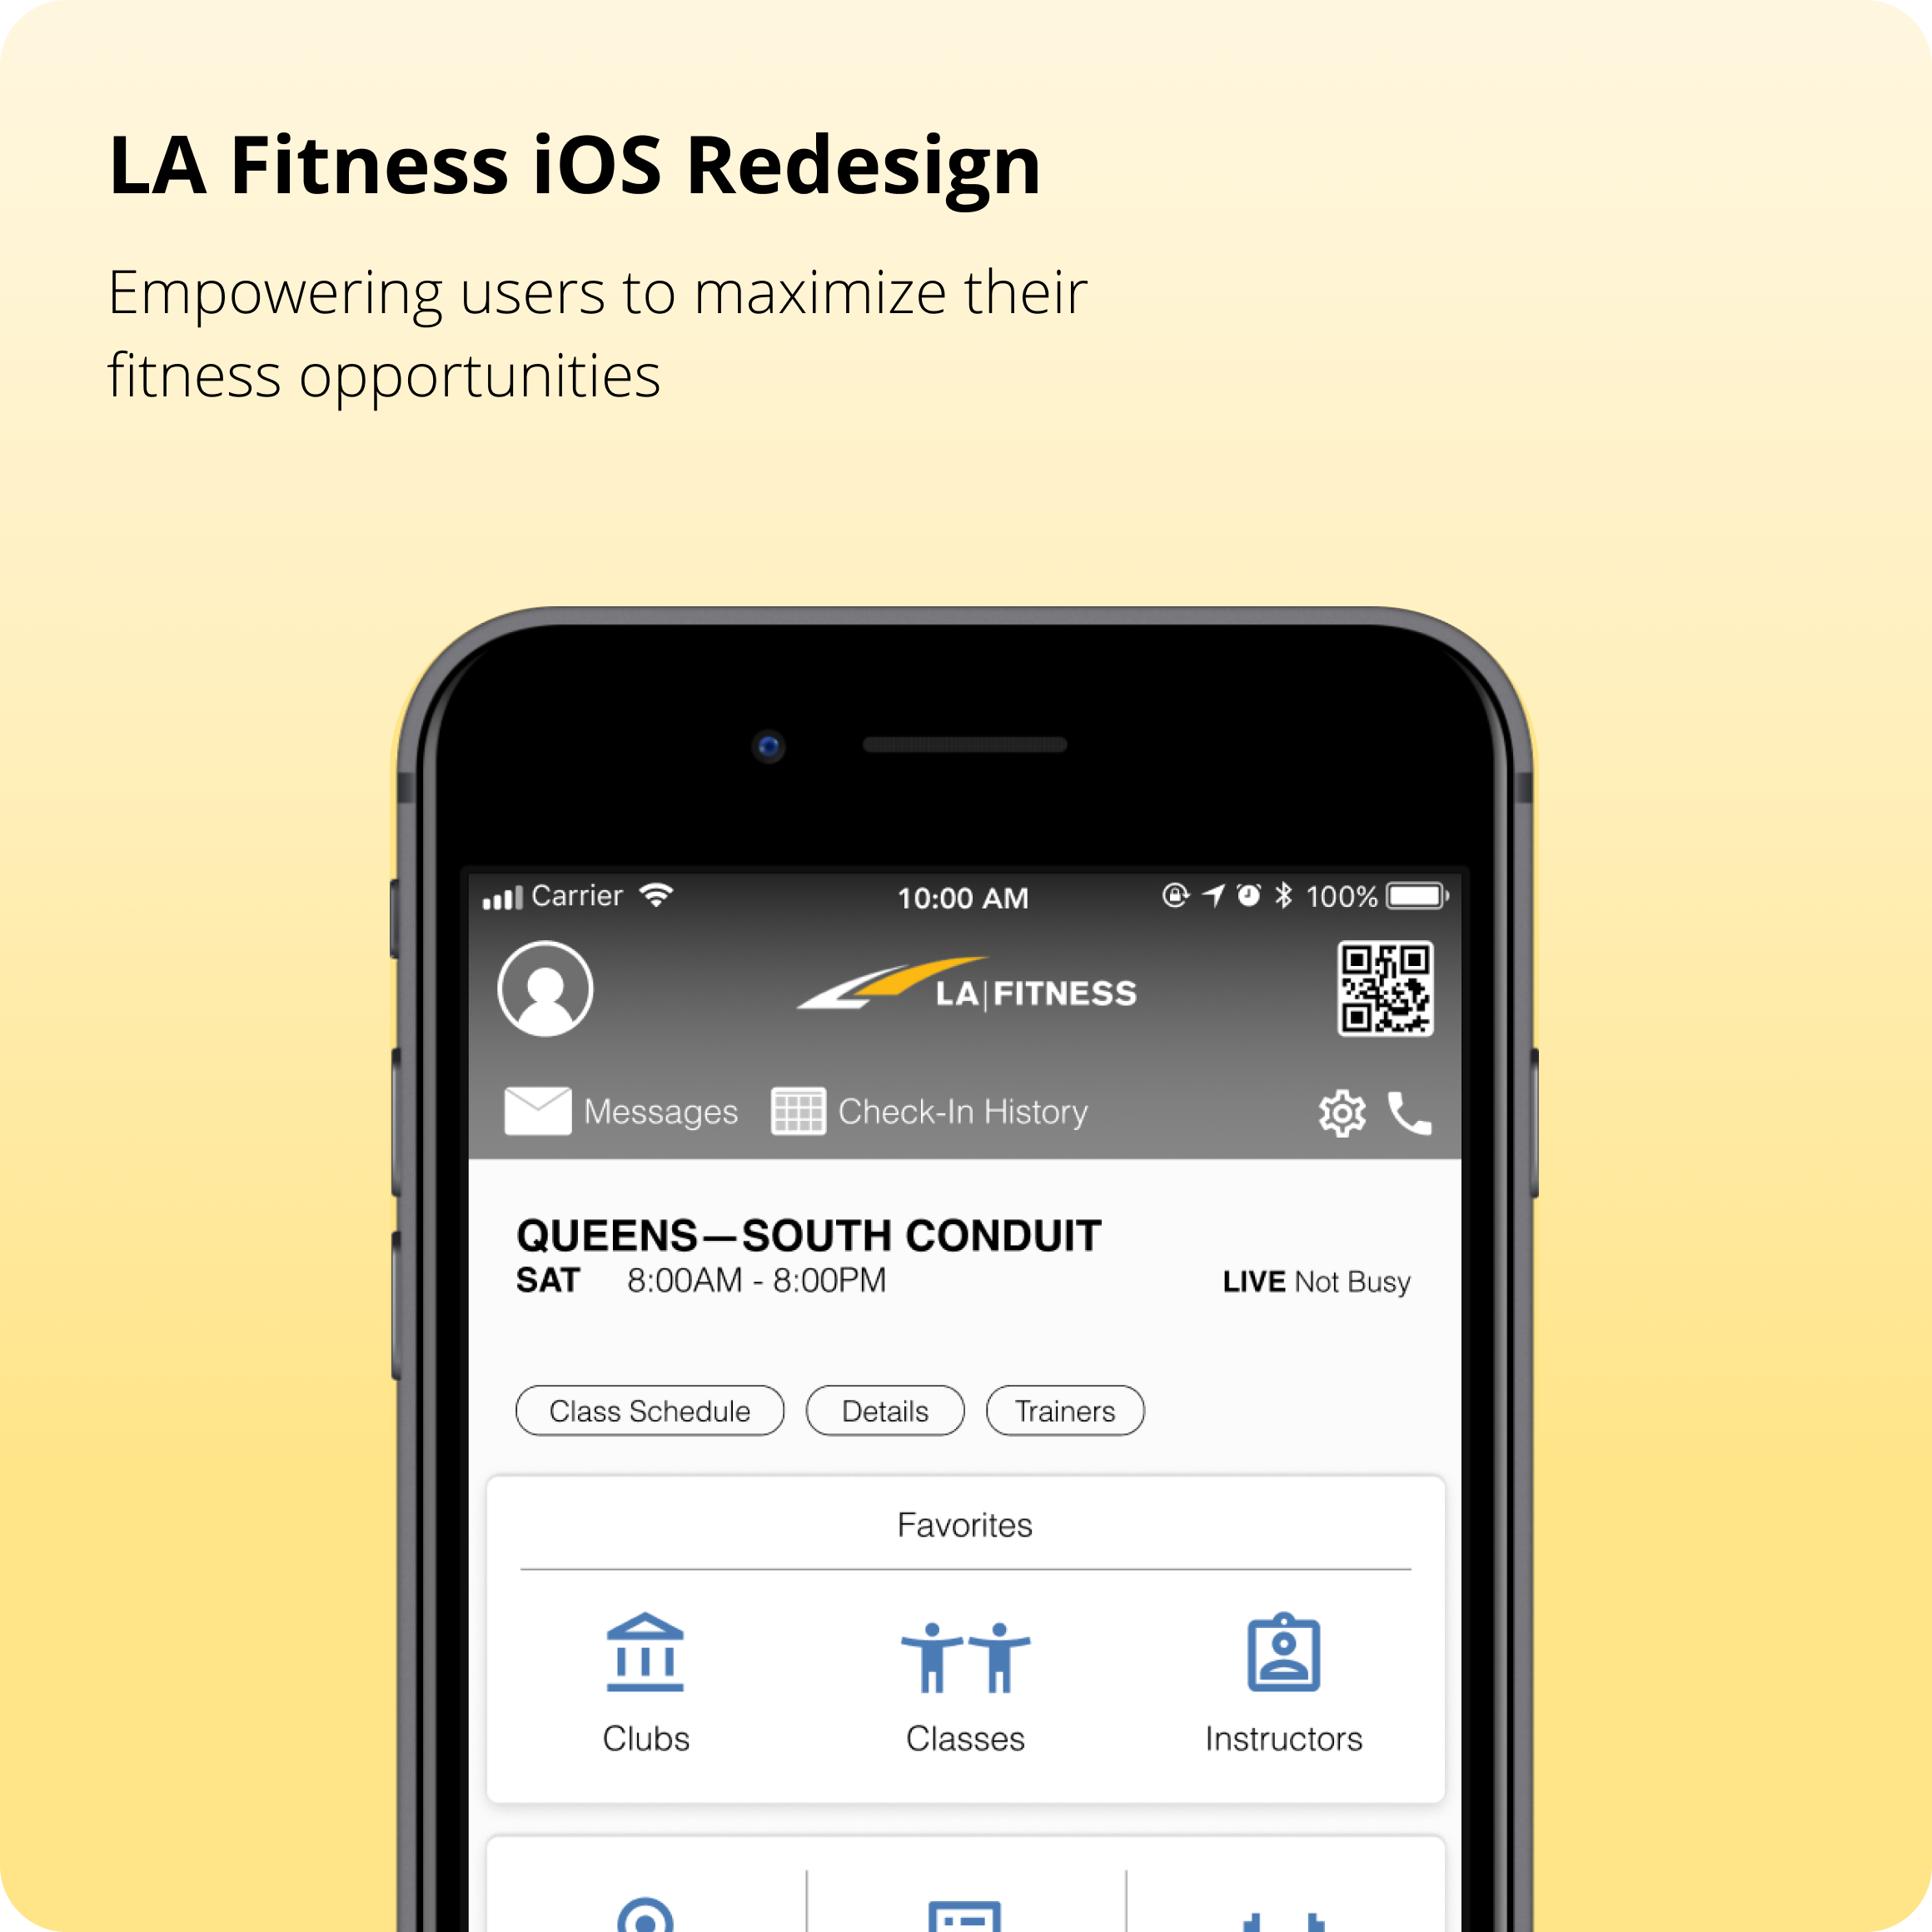 LA Fitness iOS Redesign
Empowering users to maximize their
fitness opportunities
Carrier 10:00 AM 100%
LA|FITNESS
Messages Check-In History
QUEENS—SOUTH CONDUIT
SAT 8:00AM - 8:00PM LIVE Not Busy
Class Schedule Details Trainers
Favorites
Clubs Classes Instructors